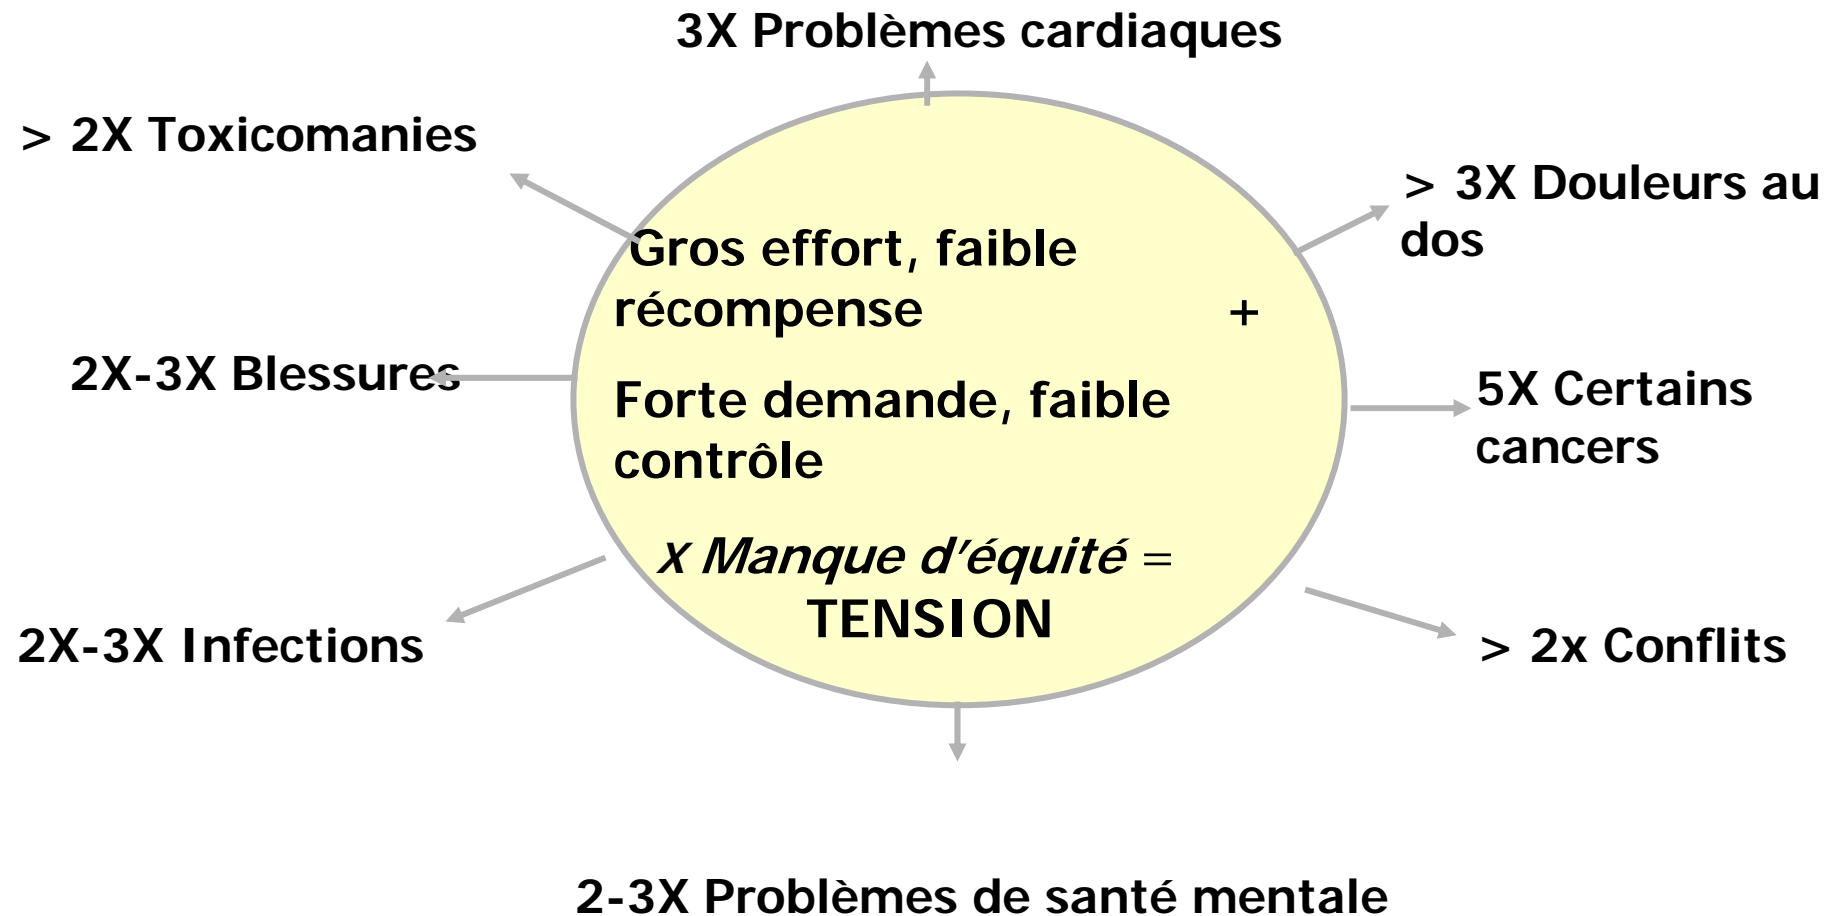 3X Problèmes cardiaques
> 2X Toxicomanies
> 3X Douleurs au
dos
Gros effort, faible
récompense +
2X-3X Blessures
Forte demande, faible
contrôle
5X Certains
cancers
X Manque d’équité =
TENSION
2X-3X Infections
> 2x Conflits
2-3X Problèmes de santé mentale